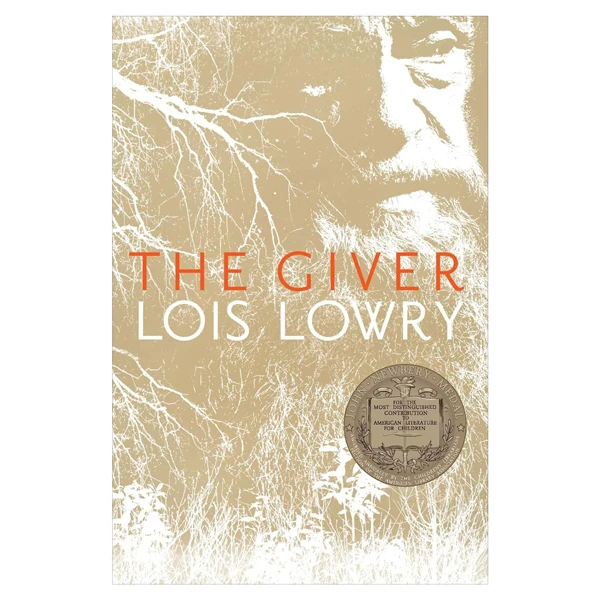 THE GIVER
LOIS LOWRY
NEWBERY MEDAL
FOR THE
MOST DISTINGUISHED
CONTRIBUTION
TO
AMERICAN LITERATURE
FOR CHILDREN